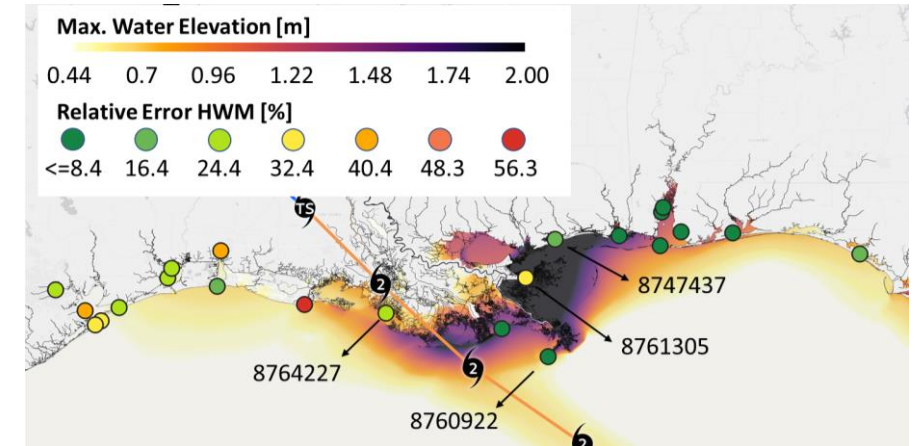 Max. Water Elevation [m]
0.44 0.7 0.96 1.22 1.48 1.74 2.00
Relative Error HWM [%]
<=8.4 16.4 24.4 32.4 40.4 48.3 56.3
TS
2
8747437
8761305
8764227
2
8760922
2